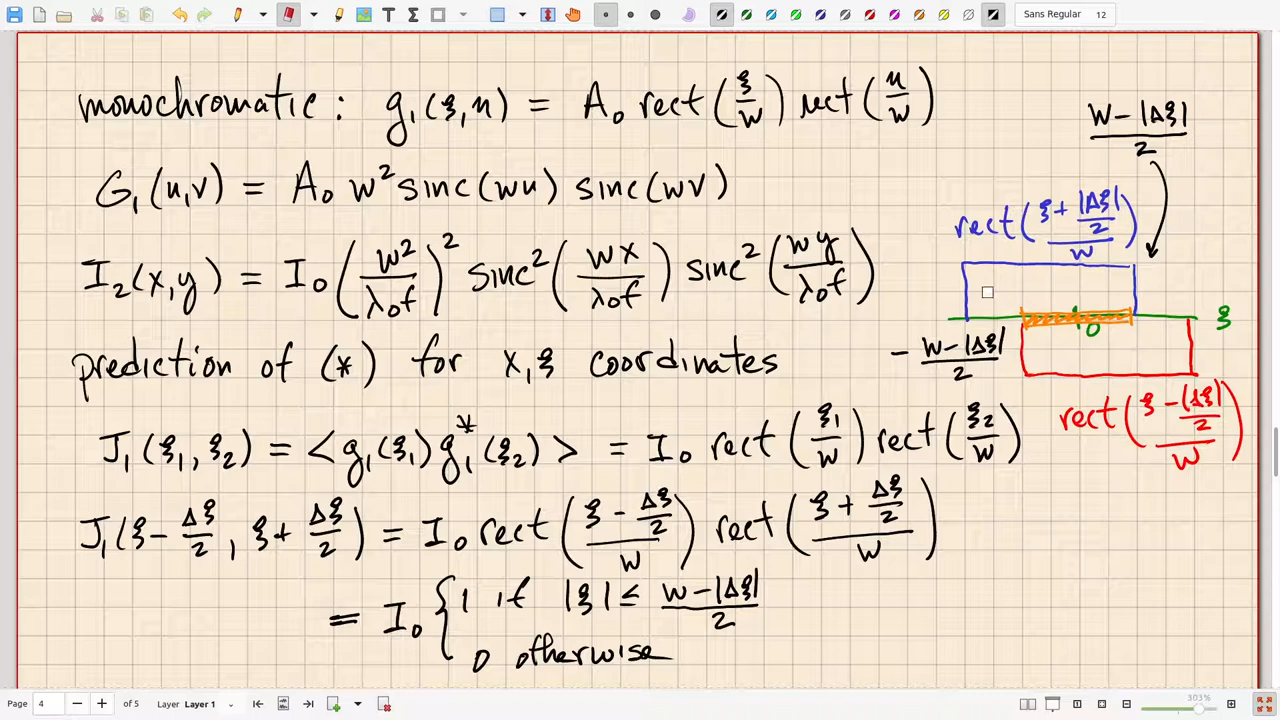 Sans Regular 12
monochromatic: g₁(ξ,η) = A₀ rect(ξ/w) rect(η/w)
G₁(u,v) = A₀ w² sinc(wu) sinc(wv)
I₂(x,y) = I₀ (w²/λ₀f)² sinc²(wx/λ₀f) sinc²(wy/λ₀f)
prediction of (*) for x,ξ coordinates
J₁(ξ₁,ξ₂) = <g₁(ξ₁)g₁*(ξ₂)> = I₀ rect(ξ₁/w) rect(ξ₂/w)
J₁(ξ - Δξ/2, ξ + Δξ/2) = I₀ rect((ξ - Δξ/2)/w) rect((ξ + Δξ/2)/w)
= I₀ { 1 if |ξ| ≤ (w - |Δξ|)/2
0 otherwise
(w - |Δξ|)/2
rect((ξ + |Δξ|/2)/w)
0 ξ
- (w - |Δξ|)/2
rect((ξ - |Δξ|/2)/w)
Page 4 of 5 Layer Layer 1 303%